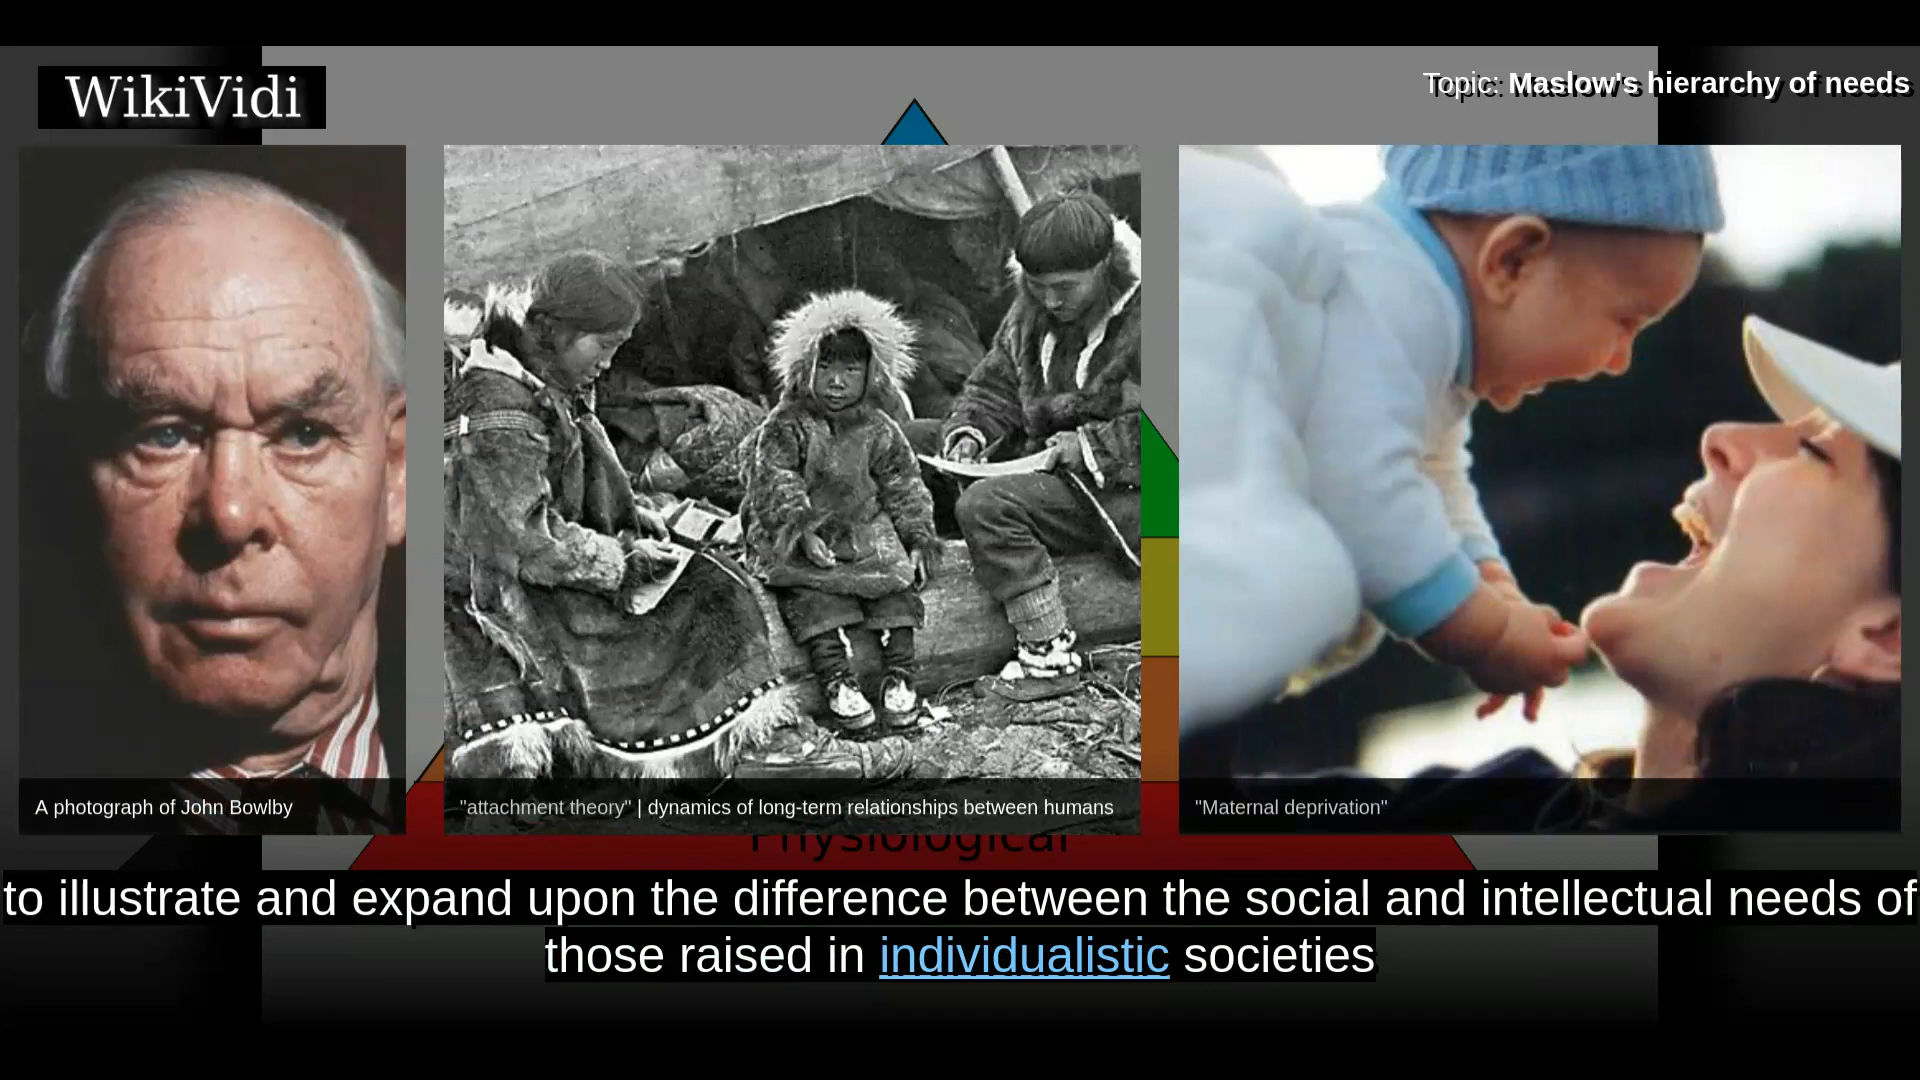 WikiVidi
Topic: Maslow's hierarchy of needs
A photograph of John Bowlby
"attachment theory" | dynamics of long-term relationships between humans
"Maternal deprivation"
Physiological
to illustrate and expand upon the difference between the social and intellectual needs of
those raised in individualistic societies